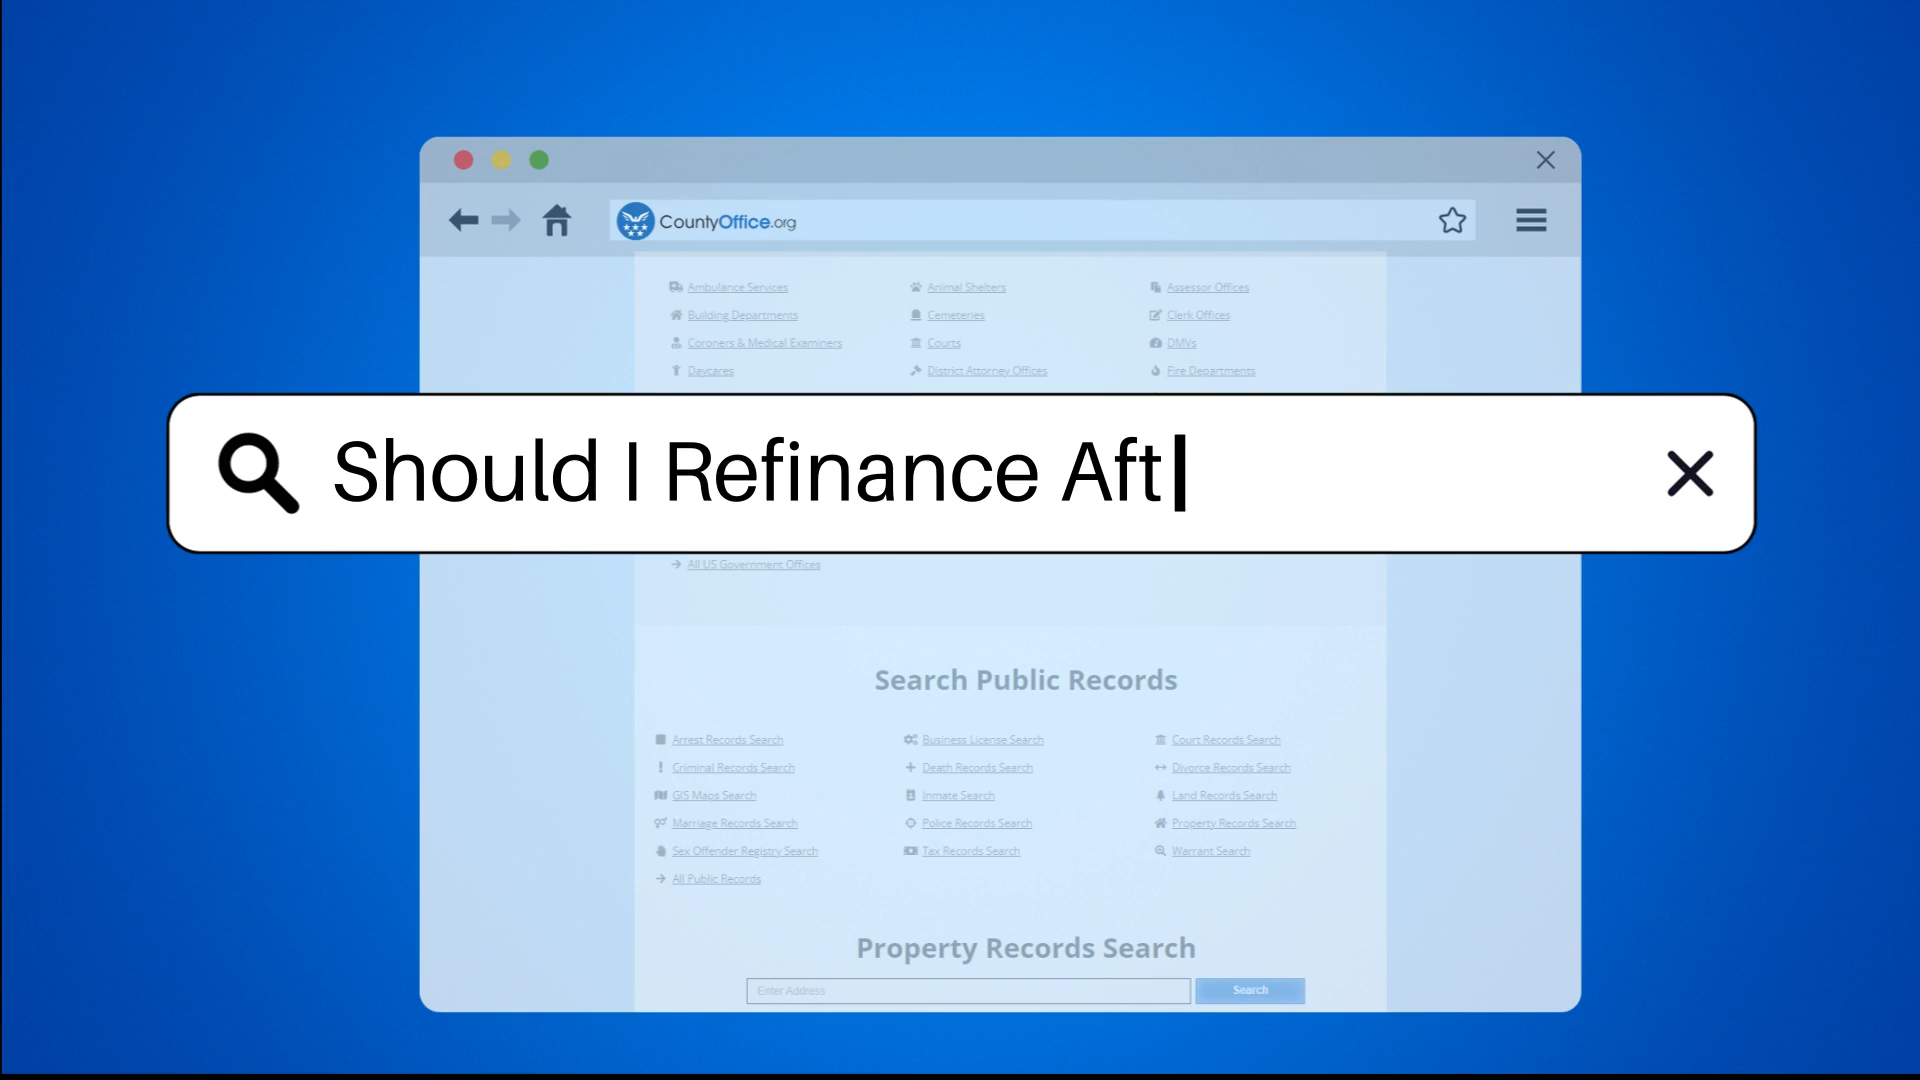 CountyOffice.org
Ambulance Services Animal Shelters Assessor Offices
Building Departments Cemeteries Clerk Offices
Coroners & Medical Examiners Courts DMVs
Daycares District Attorney Offices Fire Departments
Should I Refinance Aft
All US Government Offices
Search Public Records
Arrest Records Search Business License Search Court Records Search
Criminal Records Search Death Records Search Divorce Records Search
GIS Maps Search Inmate Search Land Records Search
Marriage Records Search Police Records Search Property Records Search
Sex Offender Registry Search Tax Records Search Warrant Search
All Public Records
Property Records Search
Enter Address Search